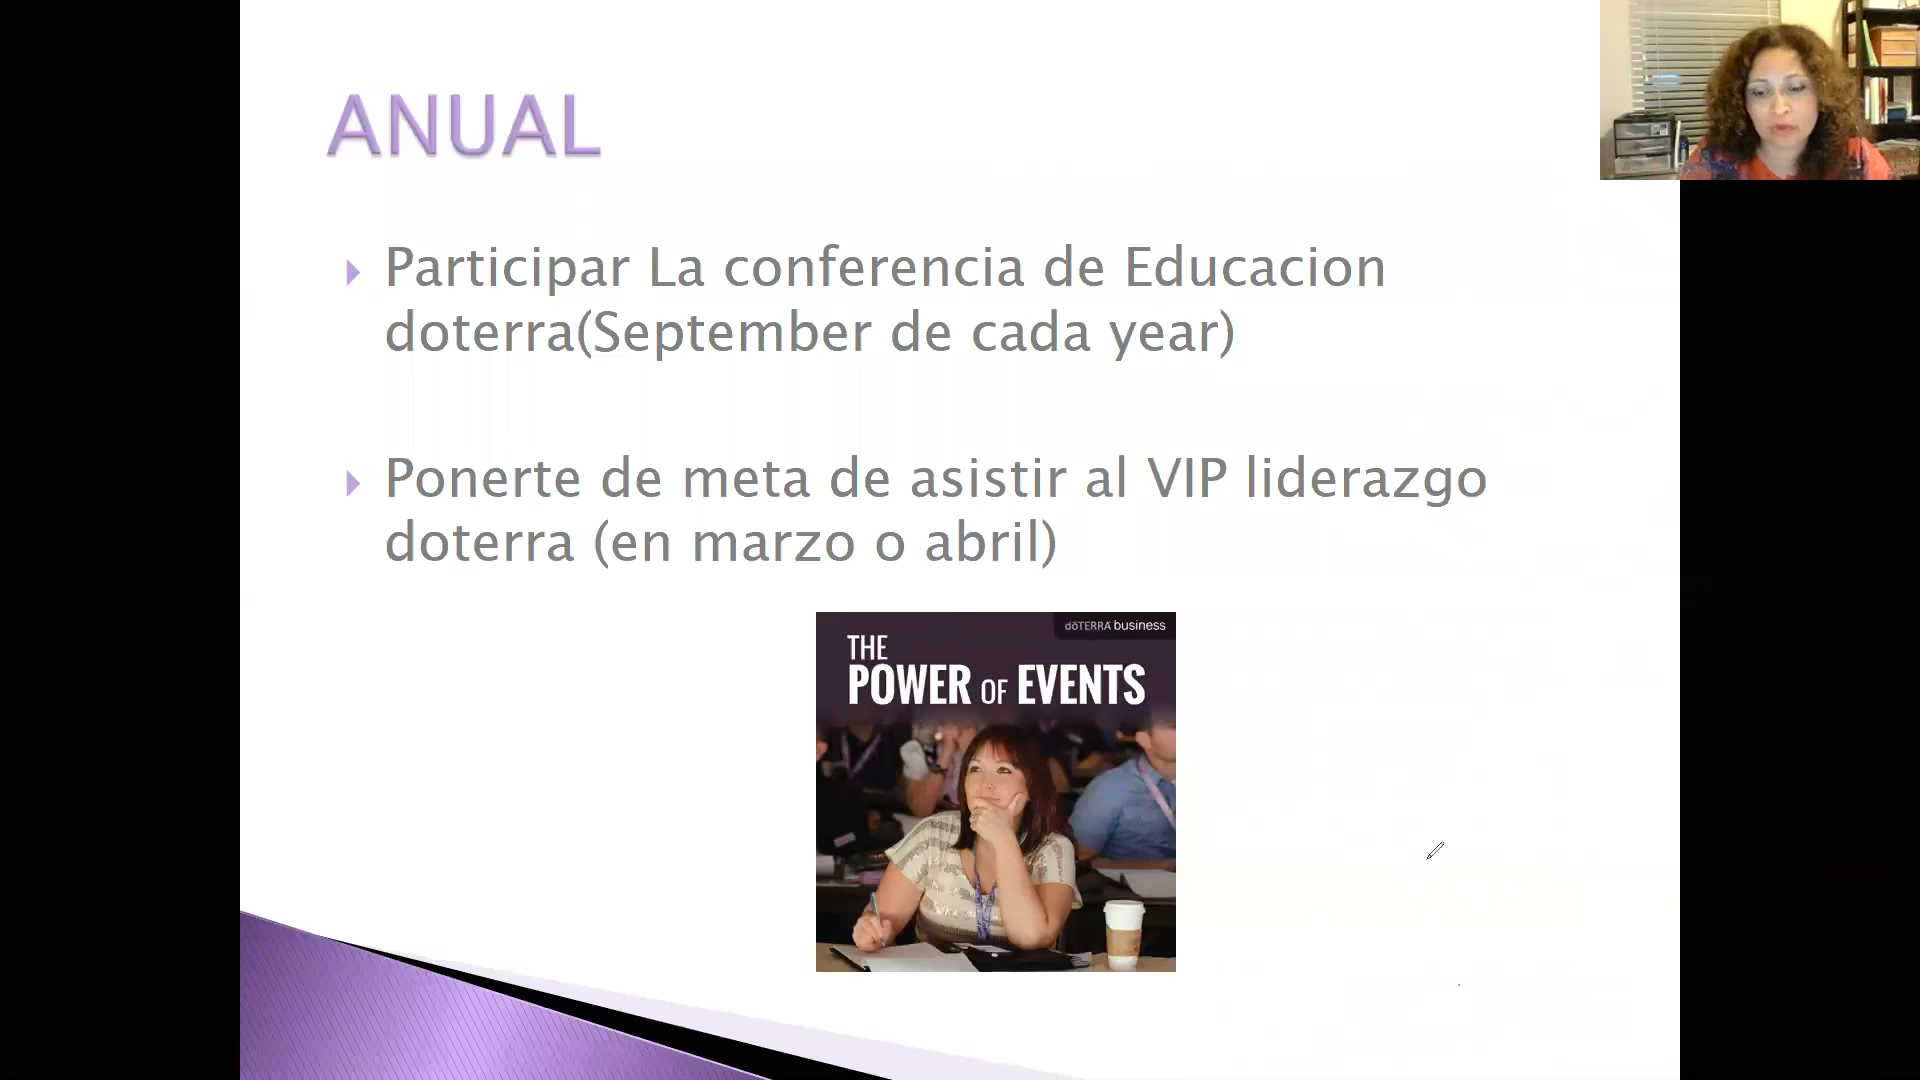 ANUAL
Participar La conferencia de Educacion
doterra(September de cada year)
Ponerte de meta de asistir al VIP liderazgo
doterra (en marzo o abril)
dōTERRA business
THE
POWER OF EVENTS